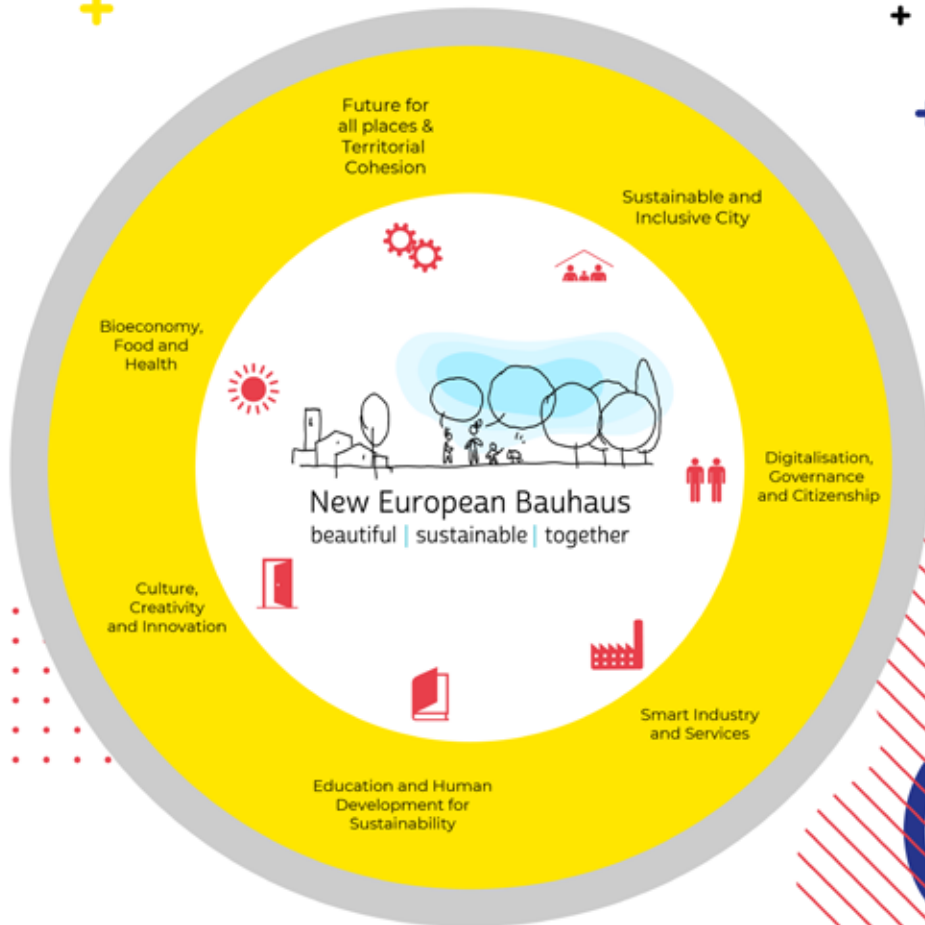 Future for
all places &
Territorial
Cohesion
Sustainable and
Inclusive City
Bioeconomy,
Food and
Health
Digitalisation,
Governance
and Citizenship
New European Bauhaus
beautiful | sustainable | together
Culture,
Creativity
and Innovation
Smart Industry
and Services
Education and Human
Development for
Sustainability